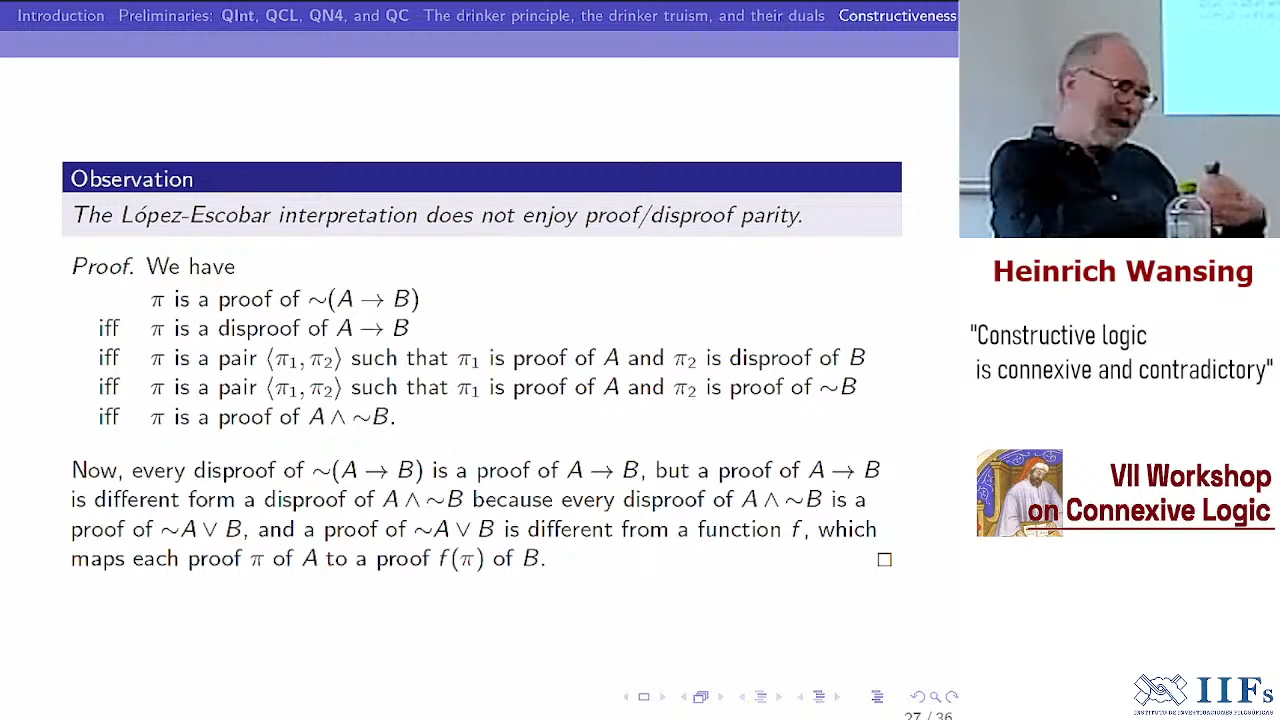 Introduction Preliminaries: QInt, QCL, QN4, and QC The drinker principle, the drinker truism, and their duals Constructiveness
Observation
The López-Escobar interpretation does not enjoy proof/disproof parity.
Proof. We have
π is a proof of ∼(A → B)
iff π is a disproof of A → B
iff π is a pair ⟨π₁, π₂⟩ such that π₁ is proof of A and π₂ is disproof of B
iff π is a pair ⟨π₁, π₂⟩ such that π₁ is proof of A and π₂ is proof of ∼B
iff π is a proof of A ∧ ∼B.
Now, every disproof of ∼(A → B) is a proof of A → B, but a proof of A → B
is different form a disproof of A ∧ ∼B because every disproof of A ∧ ∼B is a
proof of ∼A ∨ B, and a proof of ∼A ∨ B is different from a function f, which
maps each proof π of A to a proof f(π) of B. □
27 / 36
Heinrich Wansing
"Constructive logic
is connexive and contradictory"
VII Workshop
on Connexive Logic
IIFs
INSTITUTO DE INVESTIGACIONES FILOSÓFICAS